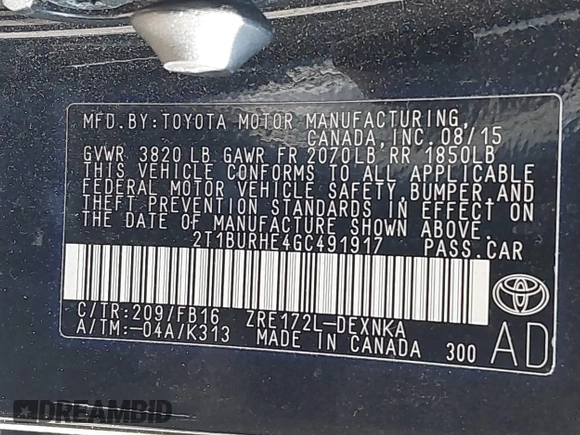 MFD.BY:TOYOTA MOTOR MANUFACTURING,
CANADA,INC.08/15
GVWR 3820 LB GAWR FR 2070LB RR 1850LB
THIS VEHICLE CONFORMS TO ALL APPLICABLE
FEDERAL MOTOR VEHICLE SAFETY,BUMPER,AND
THEFT PREVENTION STANDARDS IN EFFECT ON
THE DATE OF MANUFACTURE SHOWN ABOVE.
2T1BURHE4GC491917 PASS.CAR
C/TR:209/FB16 ZRE172L-DEXNKA
A/TM:-04A/K313 MADE IN CANADA 300 AD
DREAMBID